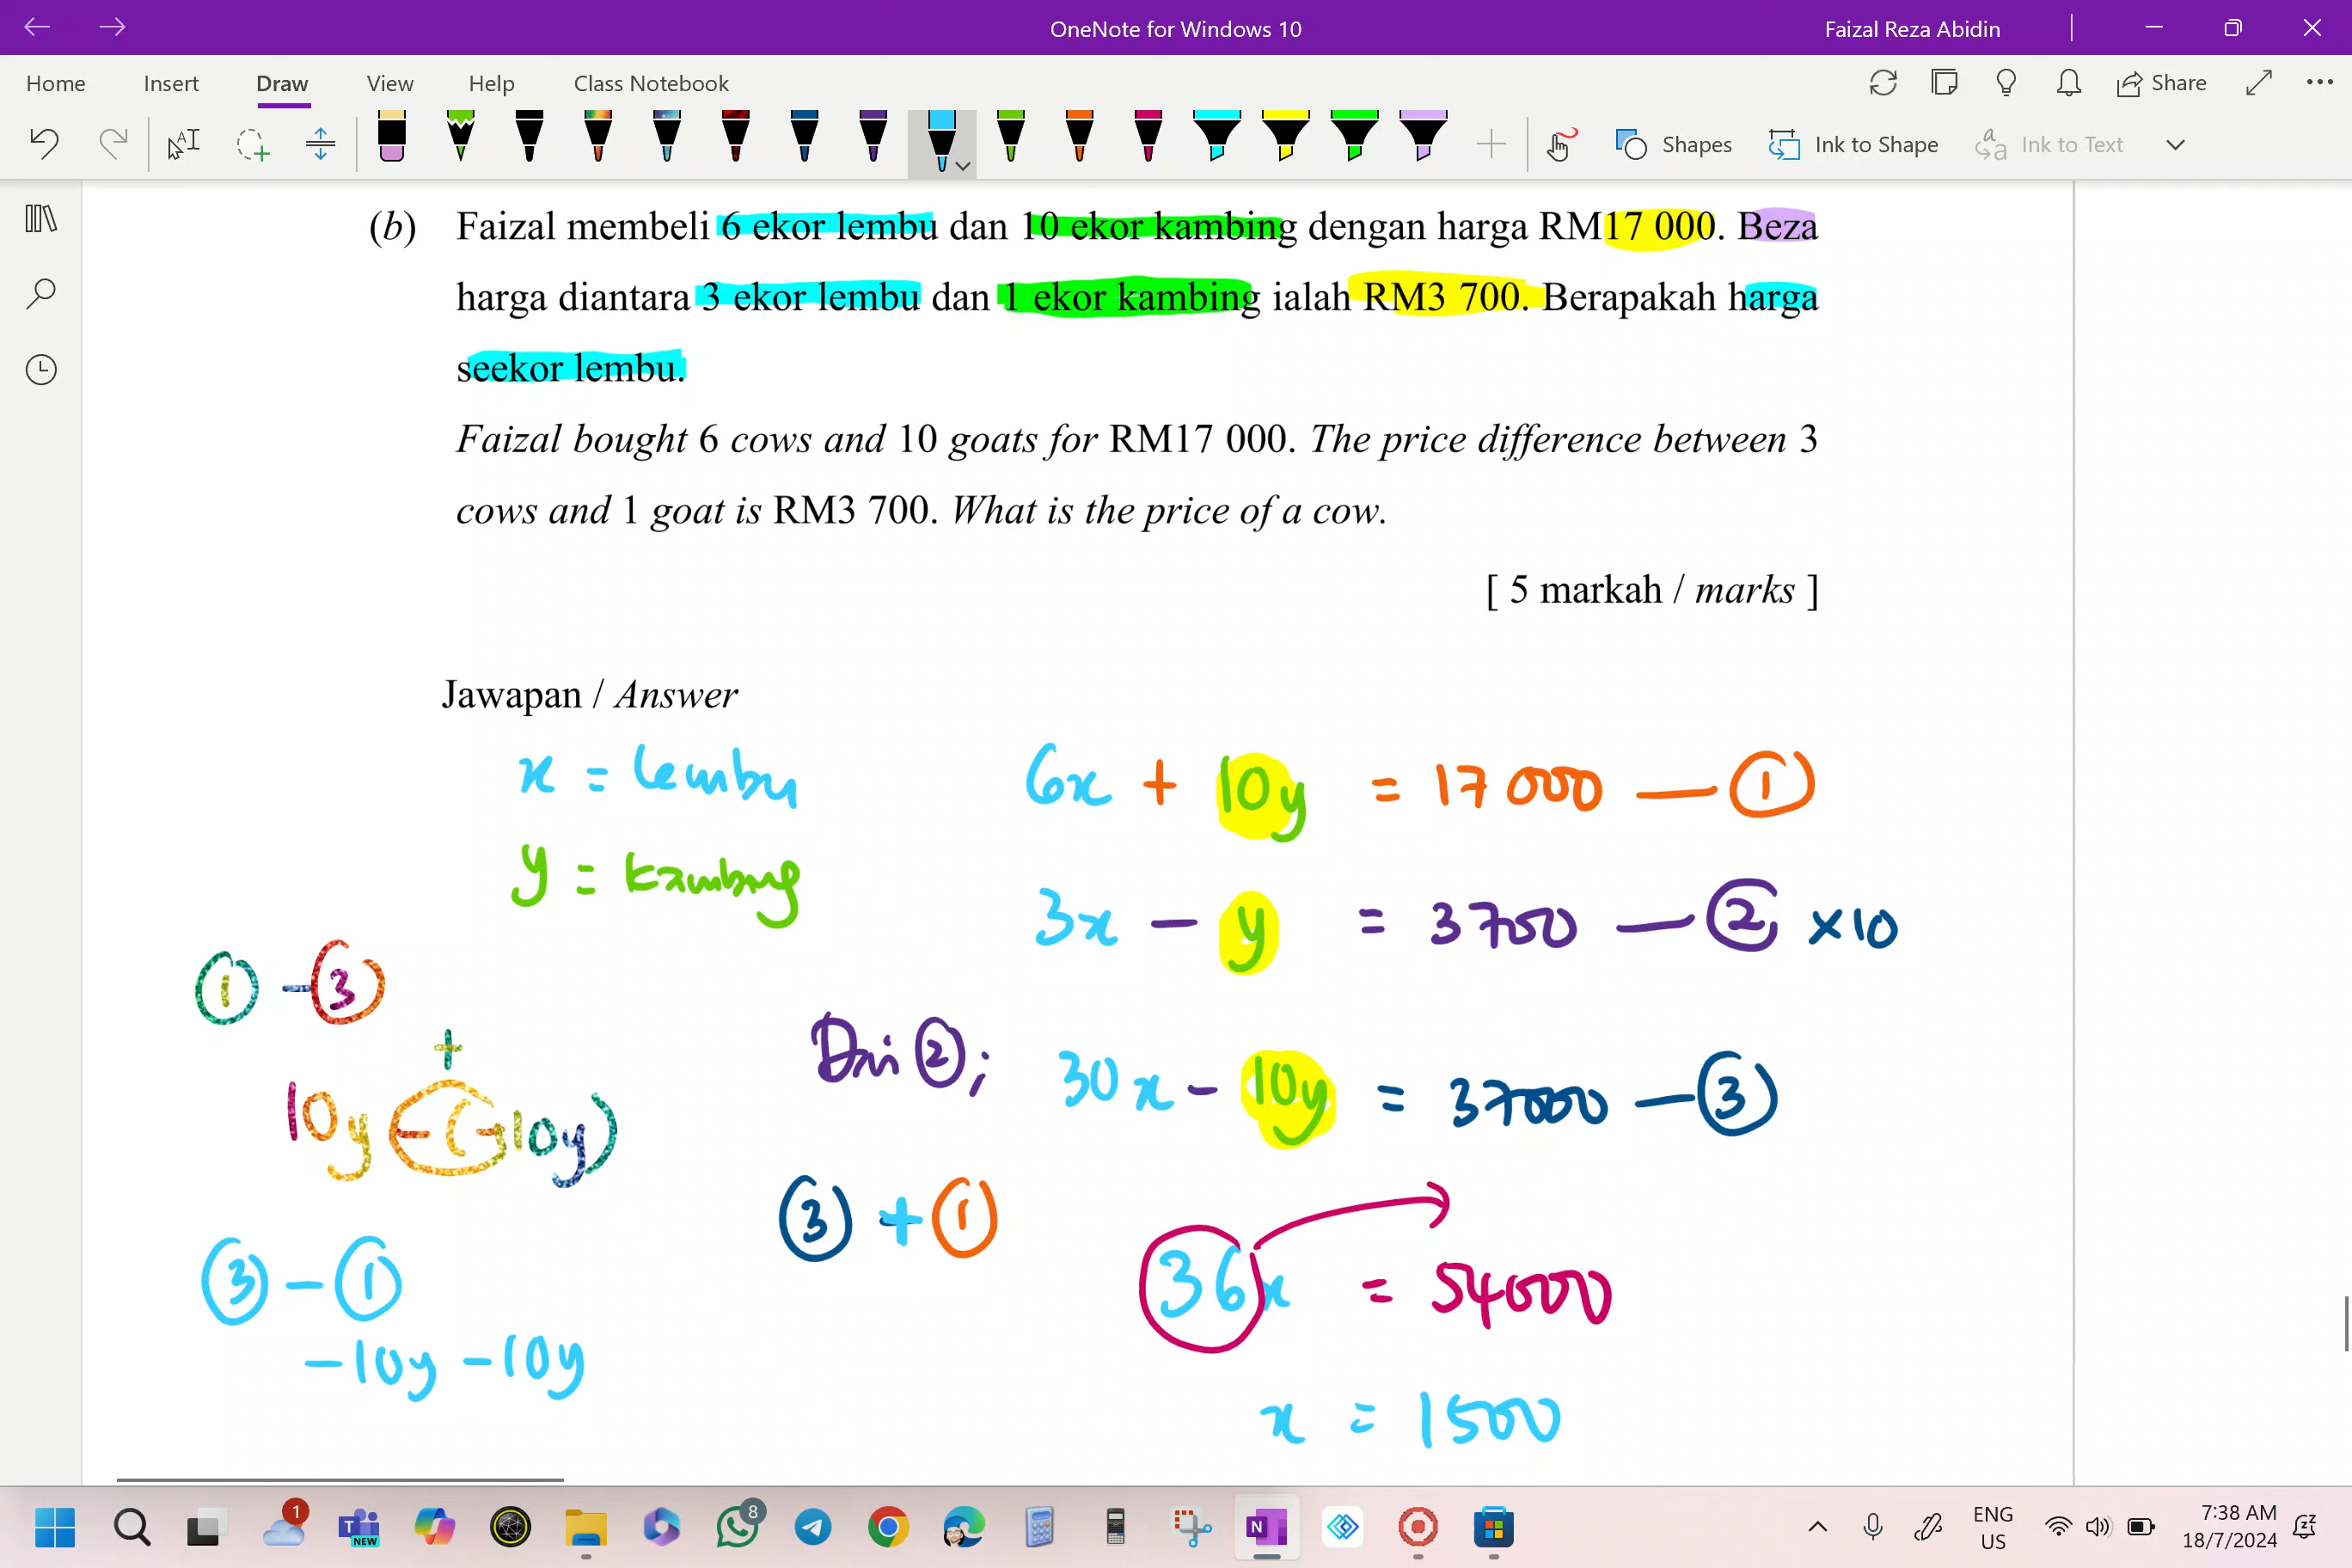 OneNote for Windows 10
Faizal Reza Abidin
Home Insert Draw View Help Class Notebook Share
Shapes Ink to Shape Ink to Text
(b) Faizal membeli 6 ekor lembu dan 10 ekor kambing dengan harga RM17 000. Beza
harga diantara 3 ekor lembu dan 1 ekor kambing ialah RM3 700. Berapakah harga
seekor lembu.
Faizal bought 6 cows and 10 goats for RM17 000. The price difference between 3
cows and 1 goat is RM3 700. What is the price of a cow.
[ 5 markah / marks ]
Jawapan / Answer
x = lembu
y = kambing
6x + 10y = 17 000 — ①
3x − y = 3700 — ② ×10
① − ③
+
10y − (−10y)
Dari ②; 30x − 10y = 37000 — ③
③ + ①
36x = 54000
③ − ①
−10y − 10y
x = 1500
1
NEW
8
ENG
US
7:38 AM
18/7/2024